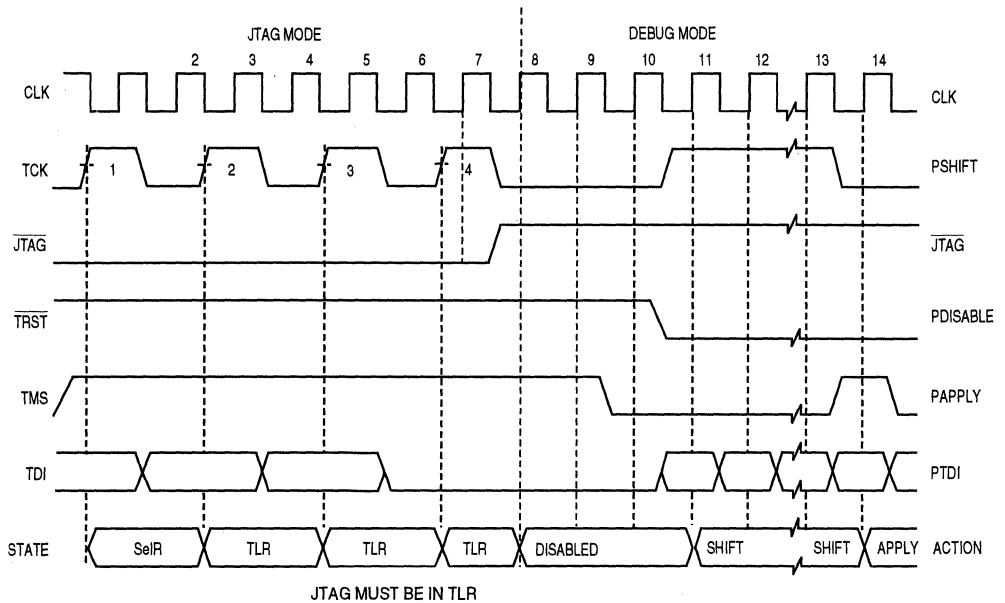 JTAG MODE DEBUG MODE
2 3 4 5 6 7 8 9 10 11 12 13 14
CLK CLK
TCK 1 2 3 4 PSHIFT
JTAG JTAG
TRST PDISABLE
TMS PAPPLY
TDI PTDI
STATE SelR TLR TLR TLR DISABLED SHIFT SHIFT APPLY ACTION
JTAG MUST BE IN TLR